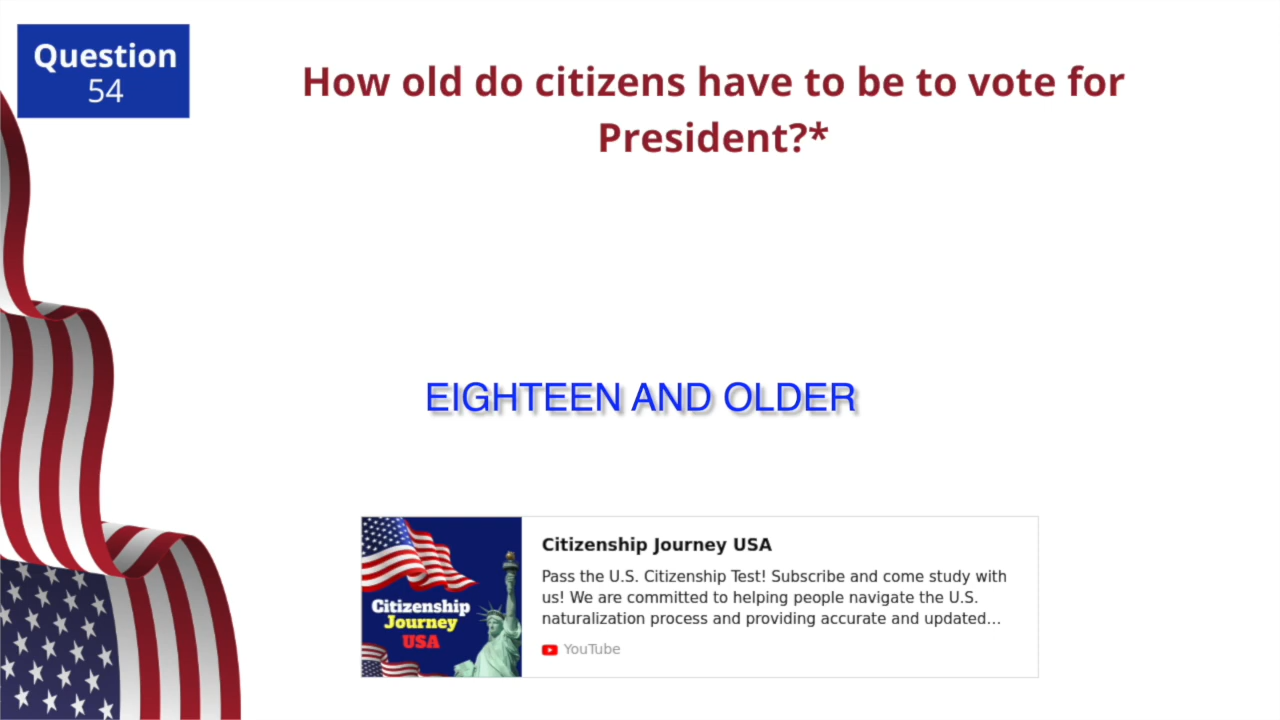 Question
54
How old do citizens have to be to vote for
President?*
EIGHTEEN AND OLDER
Citizenship
Journey
USA
Citizenship Journey USA
Pass the U.S. Citizenship Test! Subscribe and come study with
us! We are committed to helping people navigate the U.S.
naturalization process and providing accurate and updated...
YouTube